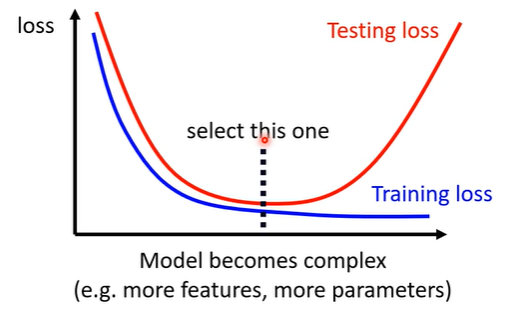 loss
Testing loss
select this one
Training loss
Model becomes complex
(e.g. more features, more parameters)